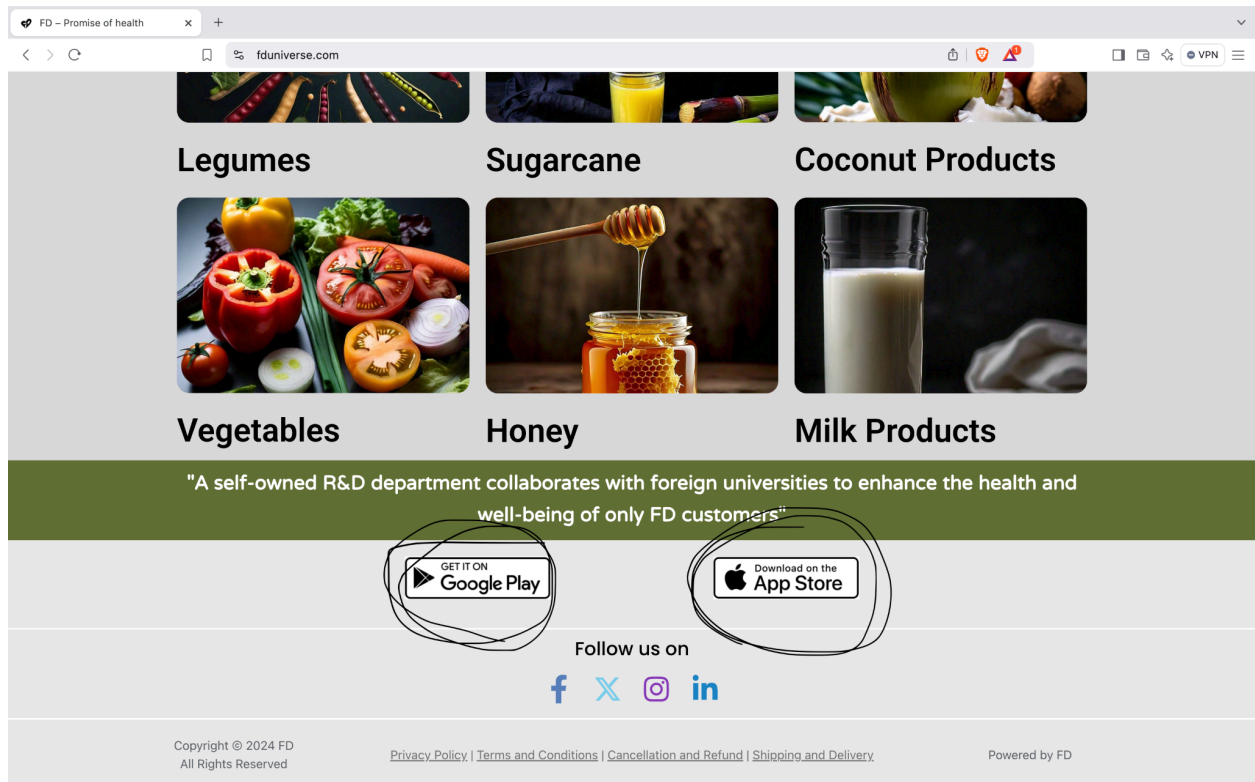 FD – Promise of health
fduniverse.com
1
VPN
Legumes
Sugarcane
Coconut Products
Vegetables
Honey
Milk Products
"A self-owned R&D department collaborates with foreign universities to enhance the health and
well-being of only FD customers"
GET IT ON
Google Play
Download on the
App Store
Follow us on
Copyright © 2024 FD
All Rights Reserved
Privacy Policy | Terms and Conditions | Cancellation and Refund | Shipping and Delivery
Powered by FD